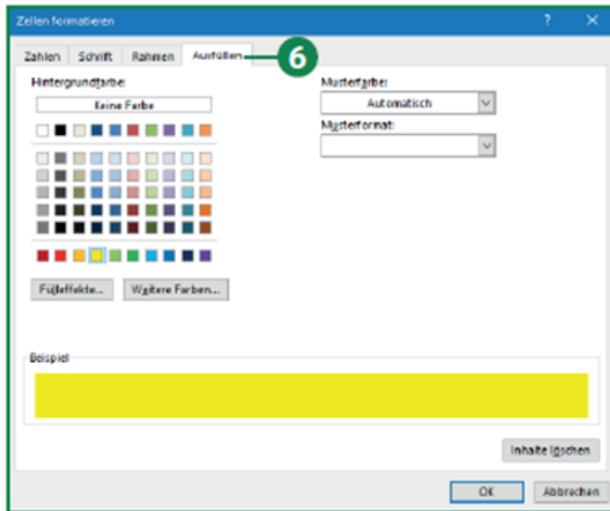 Zellen formatieren ? ×
Zahlen Schrift Rahmen Ausfüllen 6
Hintergrundfarbe:
Keine Farbe
Musterfarbe:
Automatisch
Musterformat:
Fülleffekte... Weitere Farben...
Beispiel
Inhalte löschen
OK Abbrechen